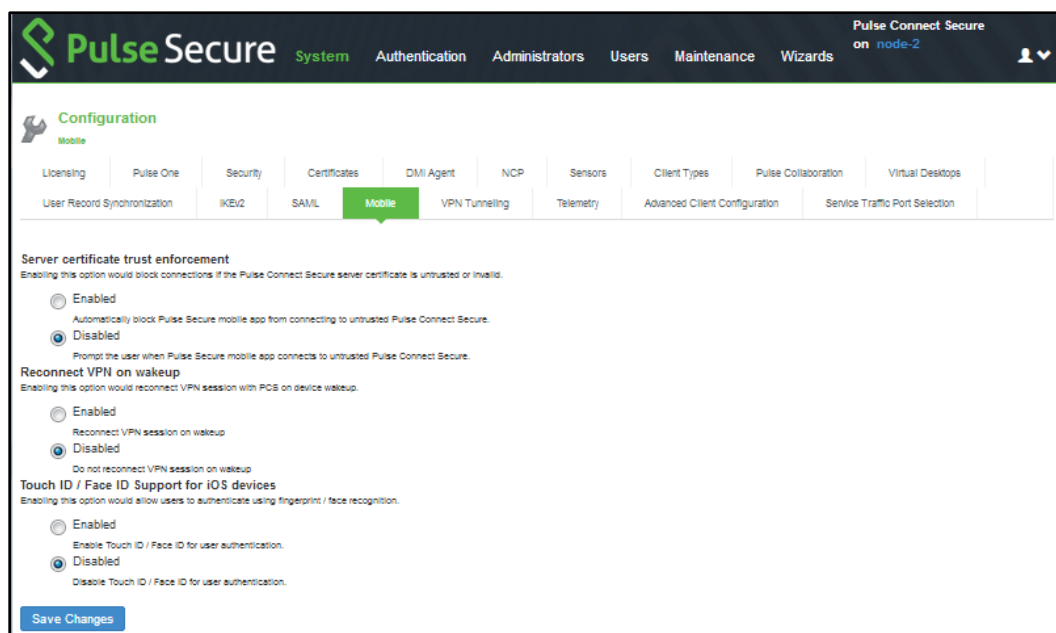 Pulse Secure System Authentication Administrators Users Maintenance Wizards
Pulse Connect Secure
on node-2
Configuration
Mobile
Licensing Pulse One Security Certificates DMI Agent NCP Sensors Client Types Pulse Collaboration Virtual Desktops
User Record Synchronization IKEv2 SAML Mobile VPN Tunneling Telemetry Advanced Client Configuration Service Traffic Port Selection
Server certificate trust enforcement
Enabling this option would block connections if the Pulse Connect Secure server certificate is untrusted or invalid.
Enabled
Automatically block Pulse Secure mobile app from connecting to untrusted Pulse Connect Secure.
Disabled
Prompt the user when Pulse Secure mobile app connects to untrusted Pulse Connect Secure.
Reconnect VPN on wakeup
Enabling this option would reconnect VPN session with PCS on device wakeup.
Enabled
Reconnect VPN session on wakeup
Disabled
Do not reconnect VPN session on wakeup
Touch ID / Face ID Support for iOS devices
Enabling this option would allow users to authenticate using fingerprint / face recognition.
Enabled
Enable Touch ID / Face ID for user authentication.
Disabled
Disable Touch ID / Face ID for user authentication.
Save Changes